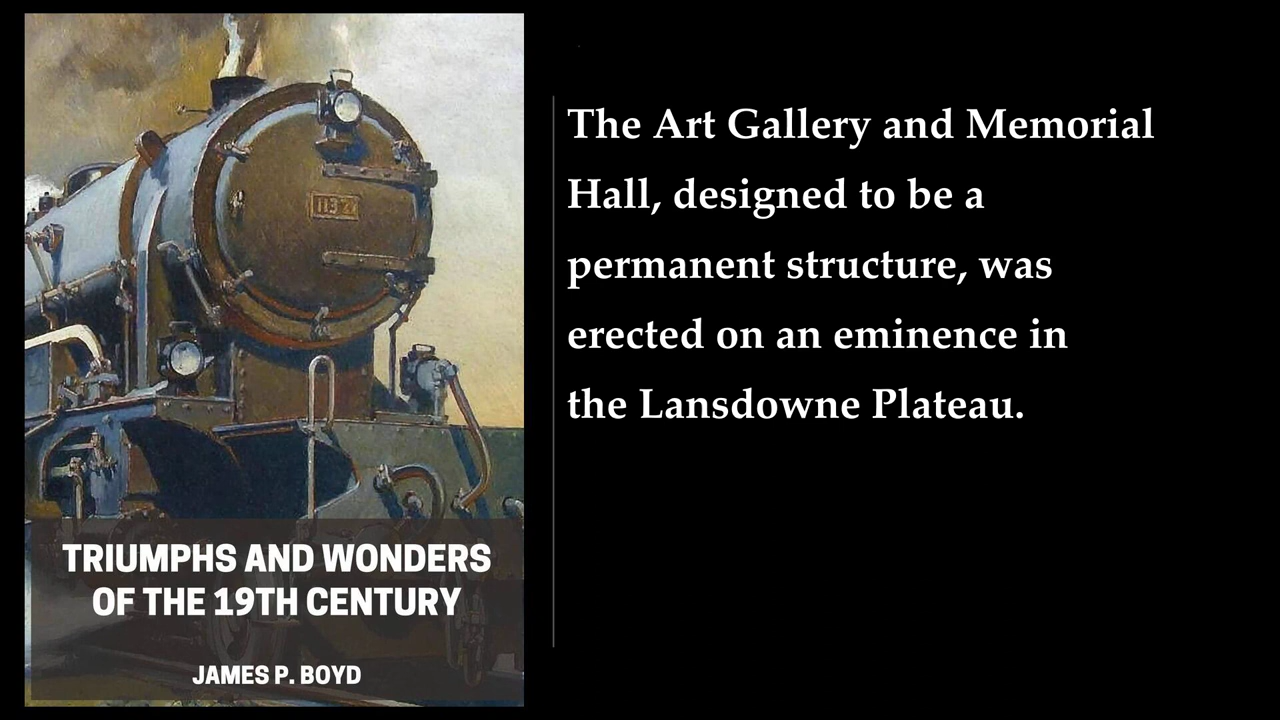 TRIUMPHS AND WONDERS
OF THE 19TH CENTURY
JAMES P. BOYD
The Art Gallery and Memorial
Hall, designed to be a
permanent structure, was
erected on an eminence in
the Lansdowne Plateau.